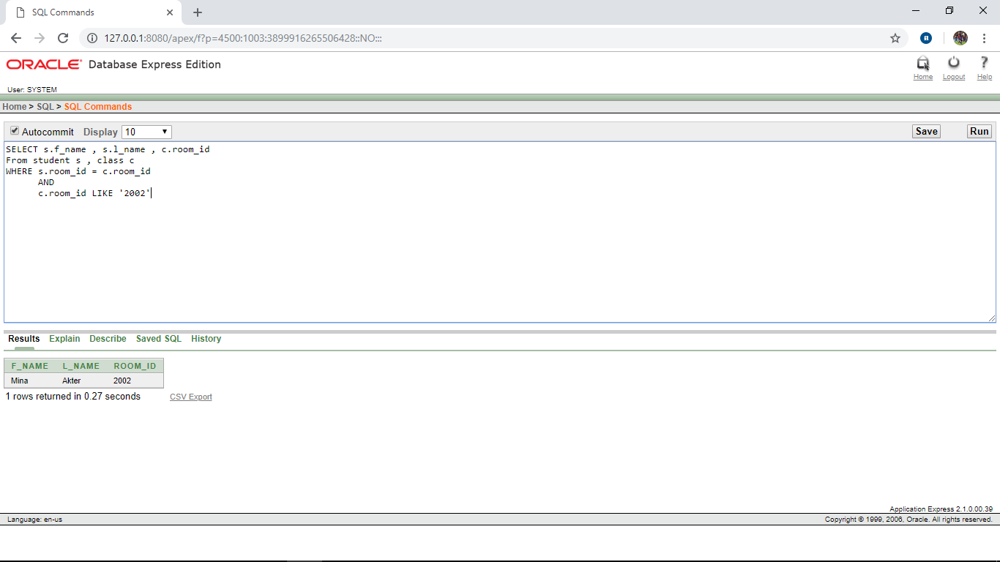 SQL Commands
127.0.0.1:8080/apex/f?p=4500:1003:3899916265506428::NO:::
ORACLE Database Express Edition
Home Logout Help
User: SYSTEM
Home > SQL > SQL Commands
Autocommit Display 10 Save Run
SELECT s.f_name , s.l_name , c.room_id
From student s , class c
WHERE s.room_id = c.room_id
AND
c.room_id LIKE '2002'
Results Explain Describe Saved SQL History
F_NAME L_NAME ROOM_ID
Mina Akter 2002
1 rows returned in 0.27 seconds CSV Export
Application Express 2.1.0.00.39
Language: en-us Copyright © 1999, 2006, Oracle. All rights reserved.